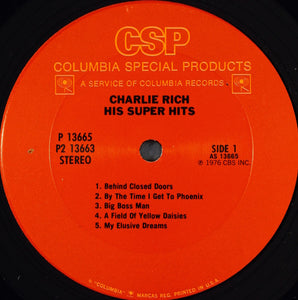 CSP
COLUMBIA SPECIAL PRODUCTS
A SERVICE OF COLUMBIA RECORDS
CHARLIE RICH
HIS SUPER HITS
P 13665
P2 13663
STEREO
SIDE 1
AS 13665
℗ 1976 CBS INC.
1. Behind Closed Doors
2. By The Time I Get To Phoenix
3. Big Boss Man
4. A Field Of Yellow Daisies
5. My Elusive Dreams
® "COLUMBIA", MARCAS REG. PRINTED IN U.S.A.